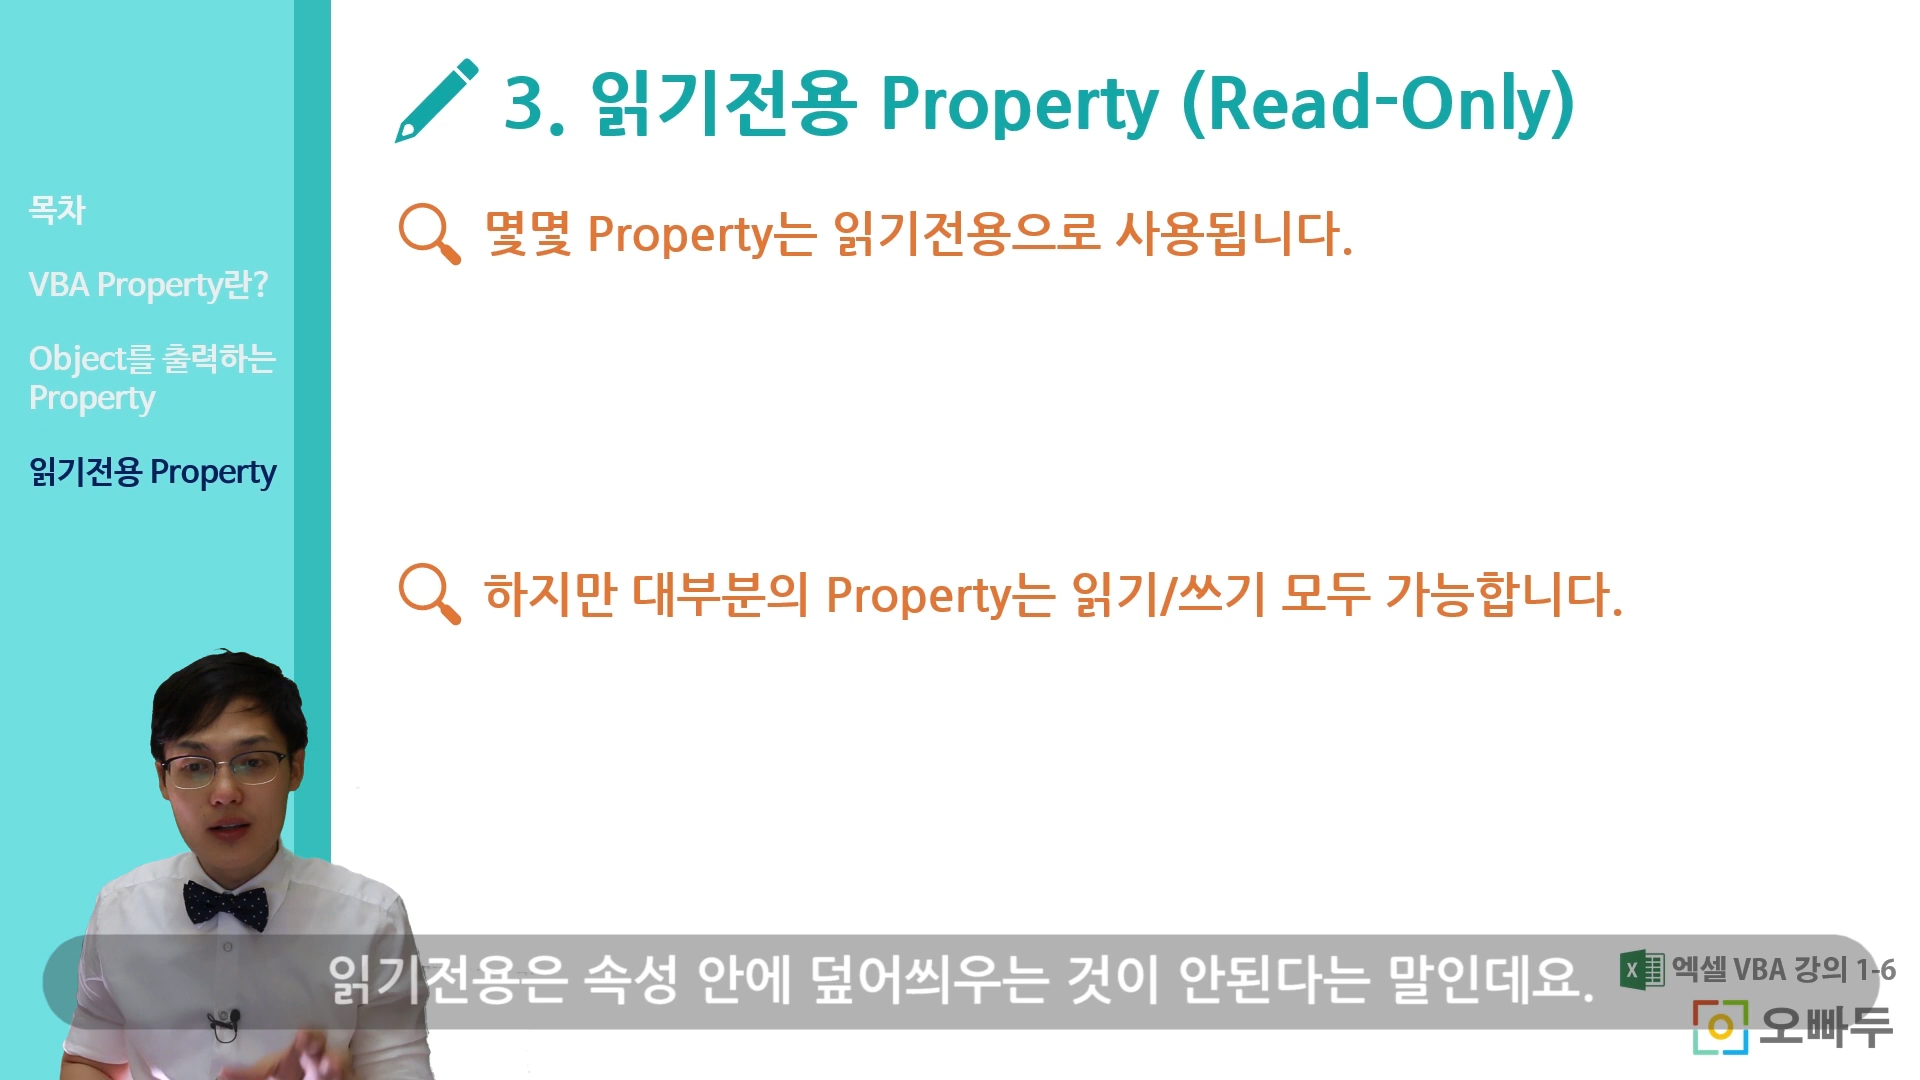 3. 읽기전용 Property (Read-Only)
목차
VBA Property란?
Object를 출력하는
Property
읽기전용 Property
몇몇 Property는 읽기전용으로 사용됩니다.
하지만 대부분의 Property는 읽기/쓰기 모두 가능합니다.
읽기전용은 속성 안에 덮어씌우는 것이 안된다는 말인데요.
X 엑셀 VBA 강의 1-6
오빠두